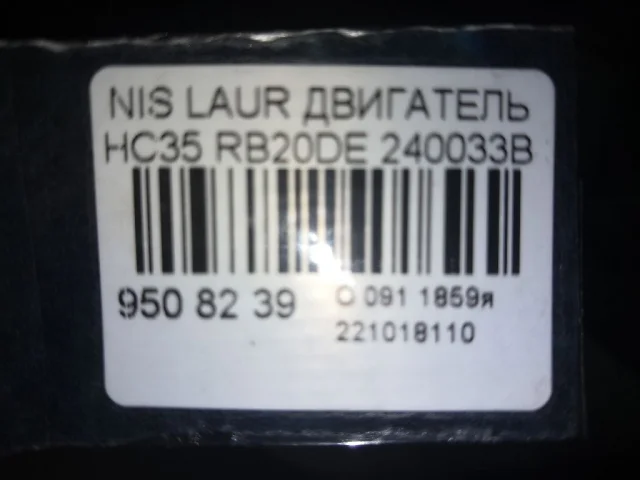 NIS LAUR ДВИГАТЕЛЬ
HC35 RB20DE 240033B
950 82 39
О 091 1859я
221018110